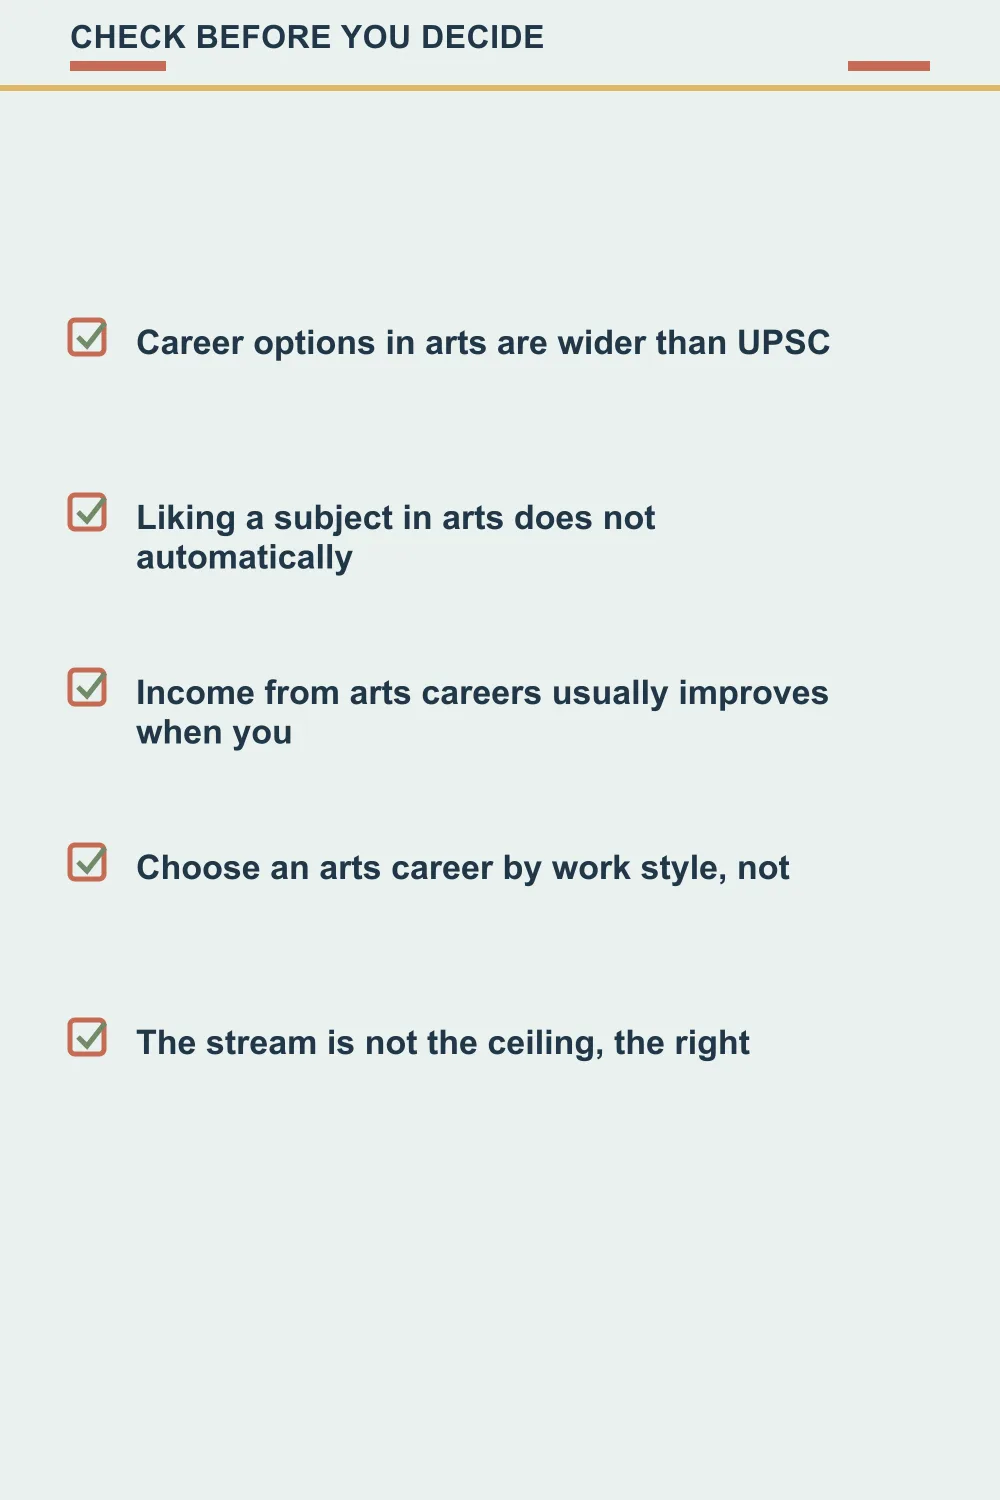 CHECK BEFORE YOU DECIDE
Career options in arts are wider than UPSC
Liking a subject in arts does not
automatically
Income from arts careers usually improves
when you
Choose an arts career by work style, not
The stream is not the ceiling, the right